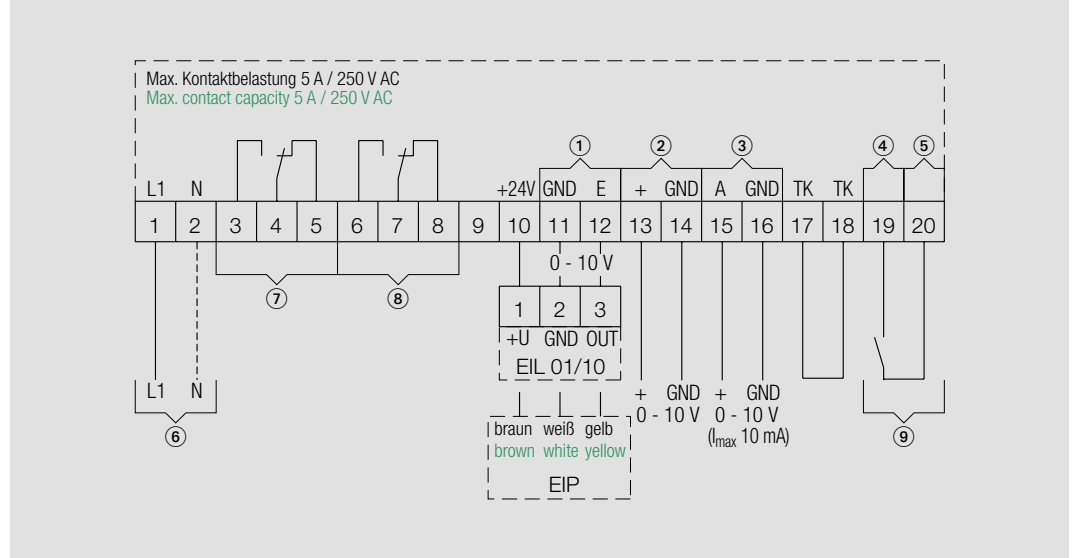 Max. Kontaktbelastung 5 A / 250 V AC
Max. contact capacity 5 A / 250 V AC
① ② ③ ④ ⑤
L1 N +24V GND E + GND A GND TK TK
1 2 3 4 5 6 7 8 9 10 11 12 13 14 15 16 17 18 19 20
0 - 10 V
⑦ ⑧
1 2 3
+U GND OUT
EIL 01/10
L1 N + GND + GND
0 - 10 V 0 - 10 V
(Imax 10 mA)
⑥ ⑨
braun weiß gelb
brown white yellow
EIP